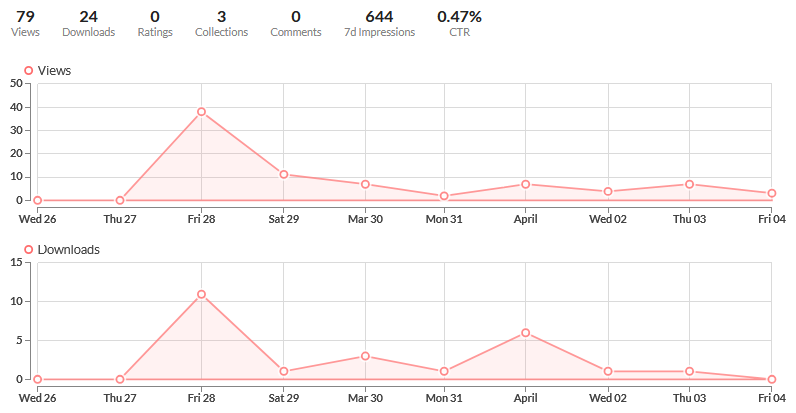 79 24 0 3 0 644 0.47%
Views Downloads Ratings Collections Comments 7d Impressions CTR
Views
50
40
30
20
10
0
Wed 26 Thu 27 Fri 28 Sat 29 Mar 30 Mon 31 April Wed 02 Thu 03 Fri 04
Downloads
15
10
5
0
Wed 26 Thu 27 Fri 28 Sat 29 Mar 30 Mon 31 April Wed 02 Thu 03 Fri 04